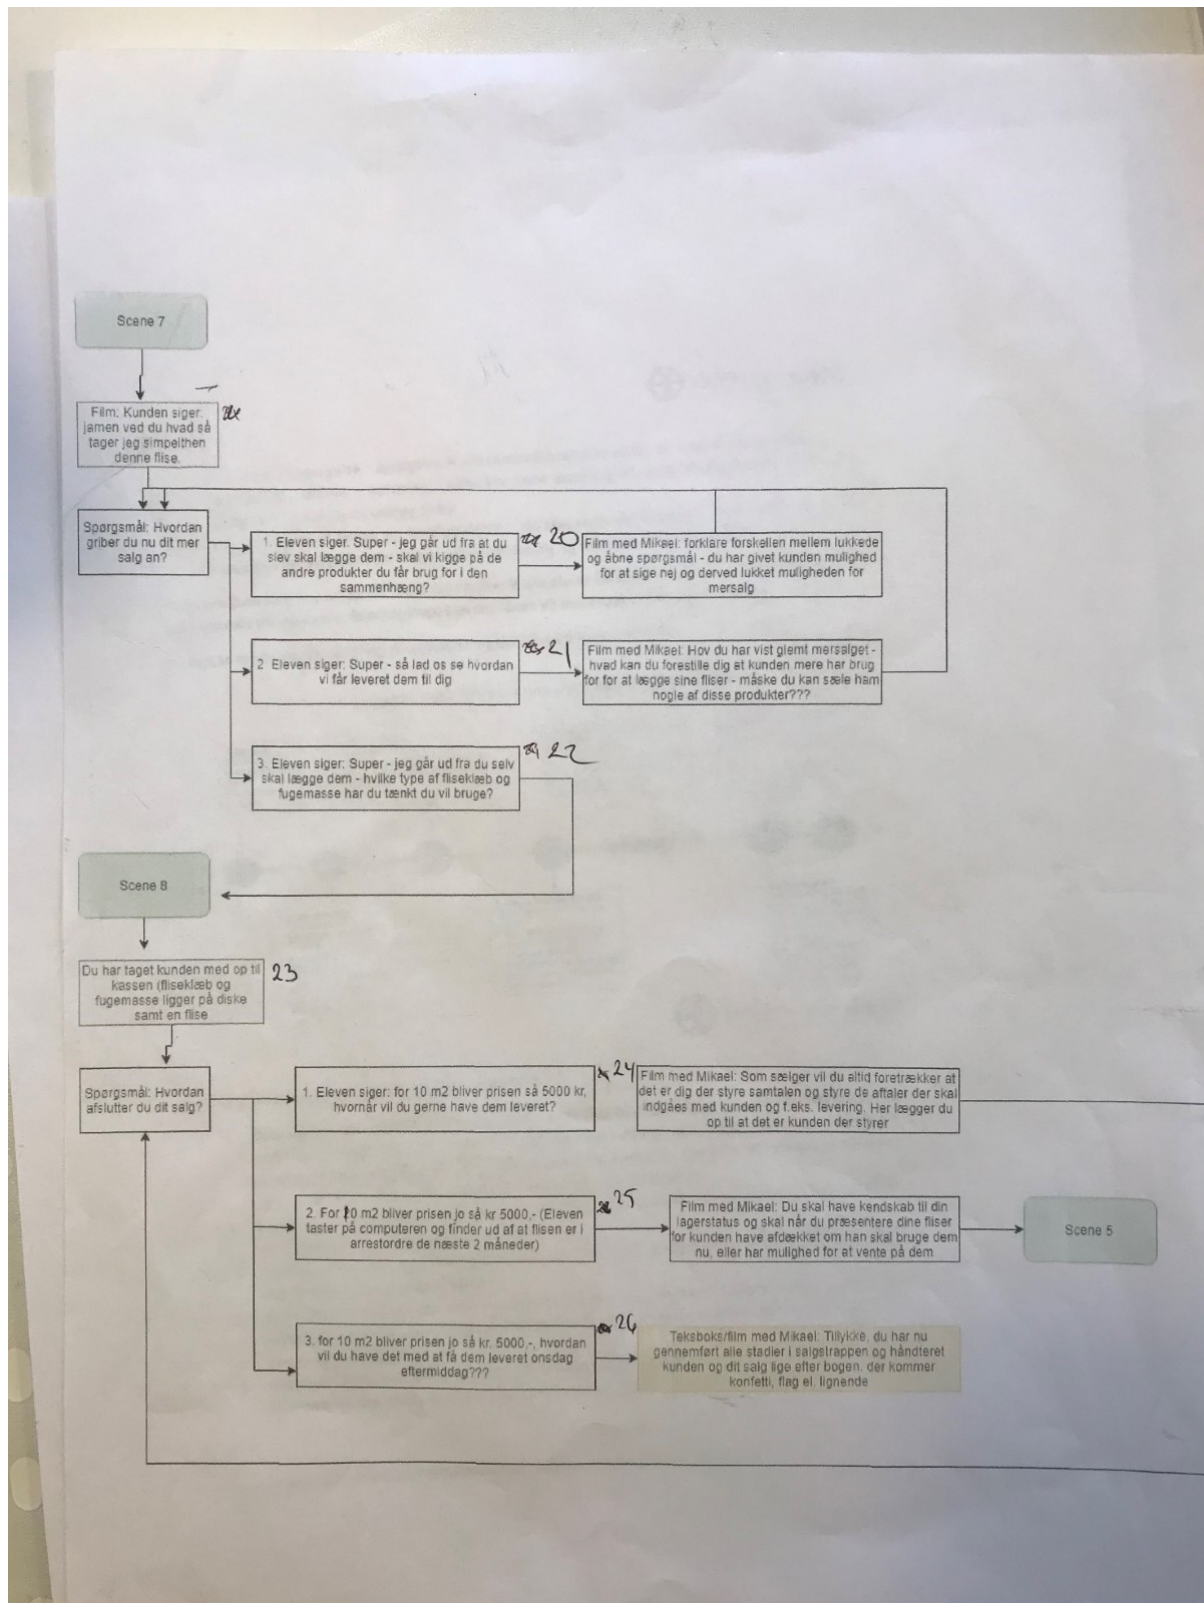 Scene 7
Film: Kunden siger:
jamen ved du hvad så
tager jeg simpelthen
denne flise.
Spørgsmål: Hvordan
griber du nu dit mer
salg an?
1. Eleven siger. Super - jeg går ud fra at du
slev skal lægge dem - skal vi kigge på de
andre produkter du får brug for i den
sammenhæng?
20
Film med Mikael: forklare forskellen mellem lukkede
og åbne spørgsmål - du har givet kunden mulighed
for at sige nej og derved lukket muligheden for
mersalg
2 Eleven siger: Super - så lad os se hvordan
vi får leveret dem til dig
21
Film med Mikael: Hov du har vist glemt mersalget -
hvad kan du forestille dig at kunden mere har brug
for for at lægge sine fliser - måske du kan sæle ham
nogle af disse produkter???
3. Eleven siger: Super - jeg går ud fra du selv
skal lægge dem - hvilke type af fliseklæb og
fugemasse har du tænkt du vil bruge?
22
Scene 8
Du har taget kunden med op til
kassen (fliseklæb og
fugemasse ligger på diske
samt en flise
23
Spørgsmål: Hvordan
afslutter du dit salg?
1. Eleven siger: for 10 m2 bliver prisen så 5000 kr,
hvornår vil du gerne have dem leveret?
24
Film med Mikael: Som sælger vil du altid foretrækker at
det er dig der styre samtalen og styre de aftaler der skal
indgåes med kunden og f.eks. levering. Her lægger du
op til at det er kunden der styrer
2. For 10 m2 bliver prisen jo så kr 5000,- (Eleven
taster på computeren og finder ud af at flisen er i
arrestordre de næste 2 måneder)
25
Film med Mikael: Du skal have kendskab til din
lagerstatus og skal når du præsentere dine fliser
for kunden have afdækket om han skal bruge dem
nu, eller har mulighed for at vente på dem
Scene 5
3. for 10 m2 bliver prisen jo så kr. 5000,-, hvordan
vil du have det med at få dem leveret onsdag
eftermiddag???
26
Teksboks/film med Mikael: Tillykke, du har nu
gennemført alle stadier i salgstrappen og håndteret
kunden og dit salg lige efter bogen. der kommer
konfetti, flag el. lignende